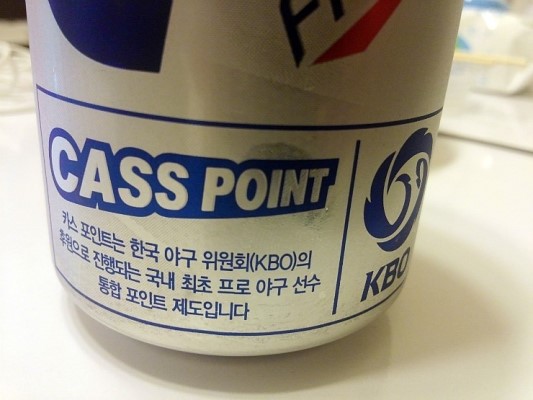 CASS POINT
카스 포인트는 한국 야구 위원회(KBO)의
후원으로 진행되는 국내 최초 프로 야구 선수
통합 포인트 제도입니다
KBO